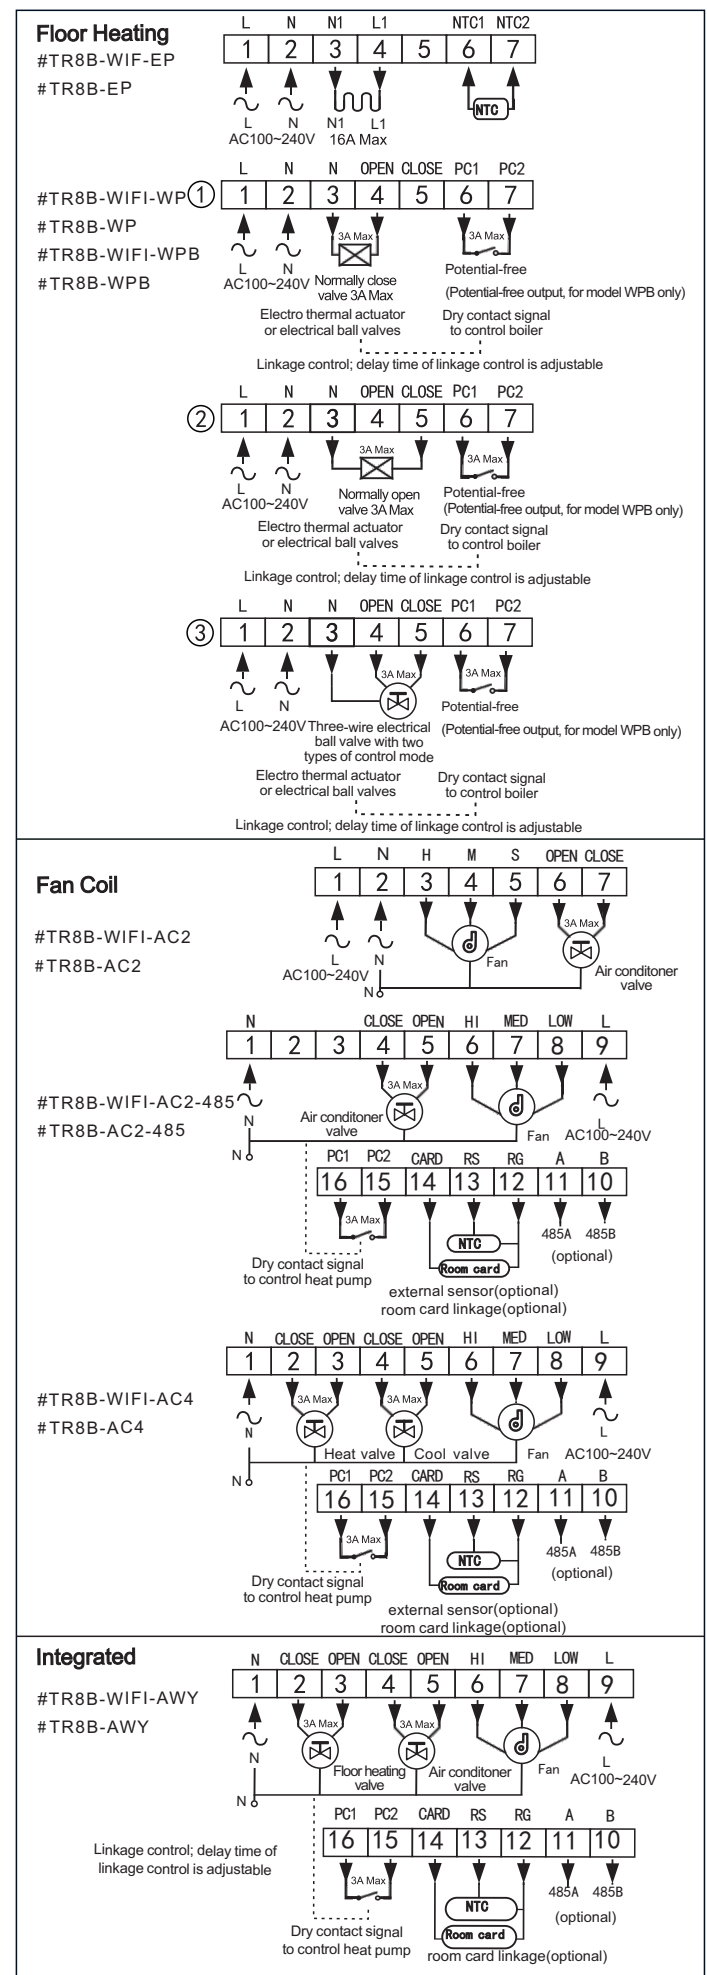 Floor Heating
#TR8B-WIF-EP
#TR8B-EP
L N N1 L1 NTC1 NTC2
1 2 3 4 5 6 7
NTC
L N N1 L1
AC100~240V 16A Max
#TR8B-WIFI-WP
#TR8B-WP
#TR8B-WIFI-WPB
#TR8B-WPB
①
L N N OPEN CLOSE PC1 PC2
1 2 3 4 5 6 7
3A Max 3A Max
L N
AC100~240V
Normally close
valve 3A Max
Potential-free
(Potential-free output, for model WPB only)
Electro thermal actuator
or electrical ball valves
Dry contact signal
to control boiler
Linkage control; delay time of linkage control is adjustable
②
L N N OPEN CLOSE PC1 PC2
1 2 3 4 5 6 7
3A Max 3A Max
L N
AC100~240V
Normally open
valve 3A Max
Potential-free
(Potential-free output, for model WPB only)
Electro thermal actuator
or electrical ball valves
Dry contact signal
to control boiler
Linkage control; delay time of linkage control is adjustable
③
L N N OPEN CLOSE PC1 PC2
1 2 3 4 5 6 7
3A Max 3A Max
L N
AC100~240V
Three-wire electrical
ball valve with two
types of control mode
Potential-free
(Potential-free output, for model WPB only)
Electro thermal actuator
or electrical ball valves
Dry contact signal
to control boiler
Linkage control; delay time of linkage control is adjustable
Fan Coil
#TR8B-WIFI-AC2
#TR8B-AC2
L N H M S OPEN CLOSE
1 2 3 4 5 6 7
3A Max
L N
AC100~240V
N
Fan
Air conditoner
valve
#TR8B-WIFI-AC2-485
#TR8B-AC2-485
N CLOSE OPEN HI MED LOW L
1 2 3 4 5 6 7 8 9
3A Max
N
Air conditoner
valve
Fan
L
AC100~240V
N
PC1 PC2 CARD RS RG A B
16 15 14 13 12 11 10
3A Max
NTC
Room card
485A 485B
(optional)
Dry contact signal
to control heat pump
external sensor(optional)
room card linkage(optional)
#TR8B-WIFI-AC4
#TR8B-AC4
N CLOSE OPEN CLOSE OPEN HI MED LOW L
1 2 3 4 5 6 7 8 9
3A Max 3A Max
N L
Heat valve Cool valve Fan AC100~240V
N
PC1 PC2 CARD RS RG A B
16 15 14 13 12 11 10
3A Max
NTC
Room card
485A 485B
(optional)
Dry contact signal
to control heat pump
external sensor(optional)
room card linkage(optional)
Integrated
#TR8B-WIFI-AWY
#TR8B-AWY
N CLOSE OPEN CLOSE OPEN HI MED LOW L
1 2 3 4 5 6 7 8 9
3A Max 3A Max
N
Floor heating
valve
Air conditoner
valve
Fan
L
AC100~240V
N
PC1 PC2 CARD RS RG A B
16 15 14 13 12 11 10
Linkage control; delay time of
linkage control is adjustable
3A Max
NTC
Room card
485A 485B
(optional)
Dry contact signal
to control heat pump
room card linkage(optional)